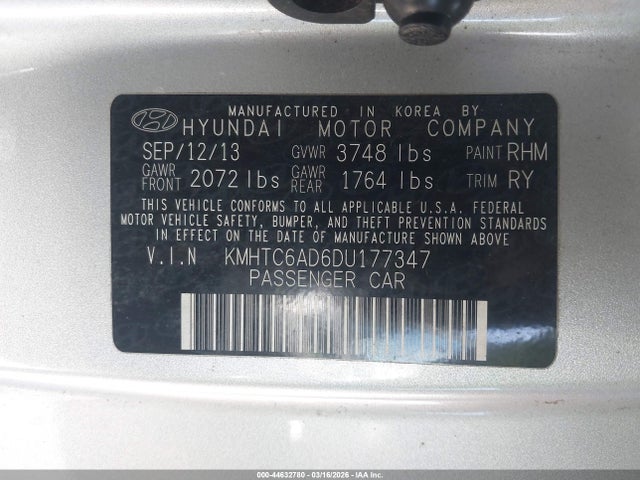 MANUFACTURED IN KOREA BY
HYUNDAI MOTOR COMPANY
SEP/12/13 GVWR 3748 lbs PAINT RHM
GAWR FRONT 2072 lbs GAWR REAR 1764 lbs TRIM RY
THIS VEHICLE CONFORMS TO ALL APPLICABLE U.S.A. FEDERAL
MOTOR VEHICLE SAFETY, BUMPER, AND THEFT PREVENTION STANDARDS
IN EFFECT ON THE DATE OF MANUFACTURE SHOWN ABOVE.
V.I.N KMHTC6AD6DU177347
PASSENGER CAR
000-44632780 - 03/16/2026 - IAA Inc.